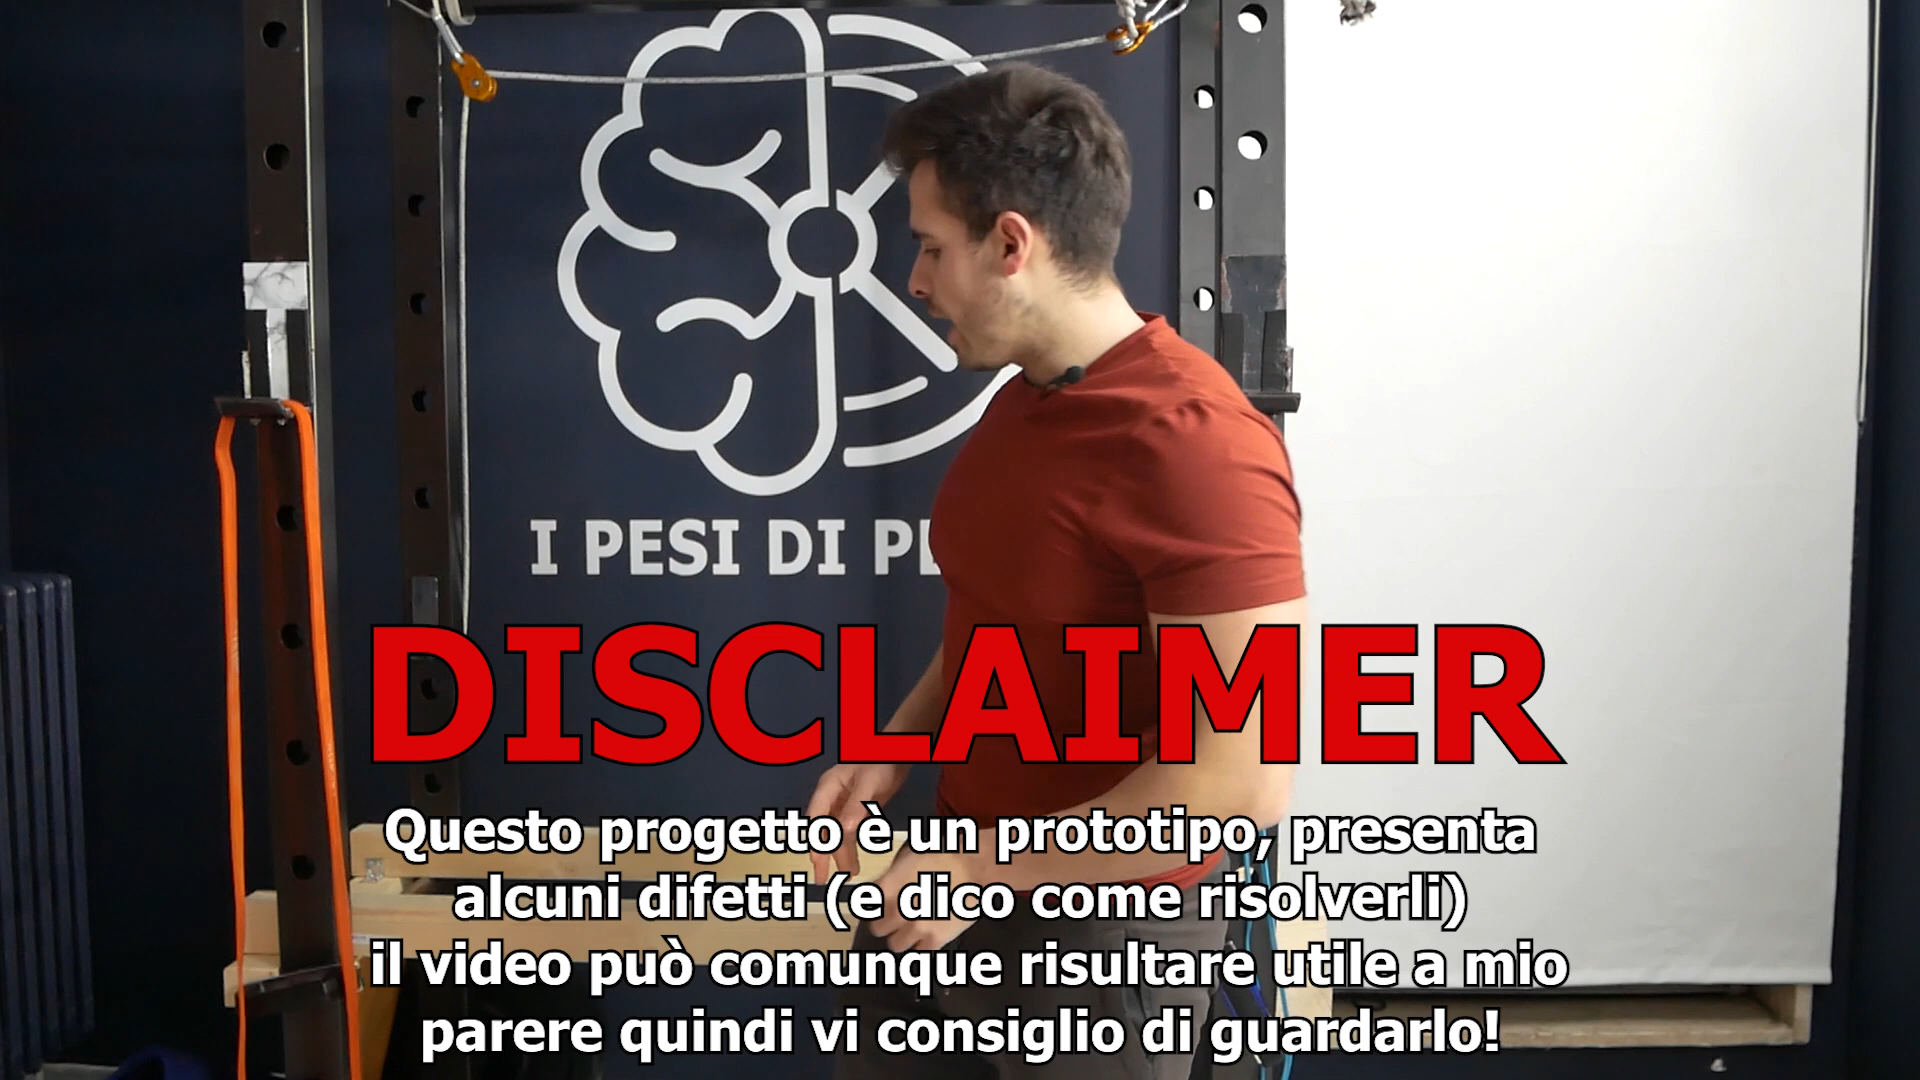 I PESI DI
DISCLAIMER
Questo progetto è un prototipo, presenta
alcuni difetti (e dico come risolverli)
il video può comunque risultare utile a mio
parere quindi vi consiglio di guardarlo!